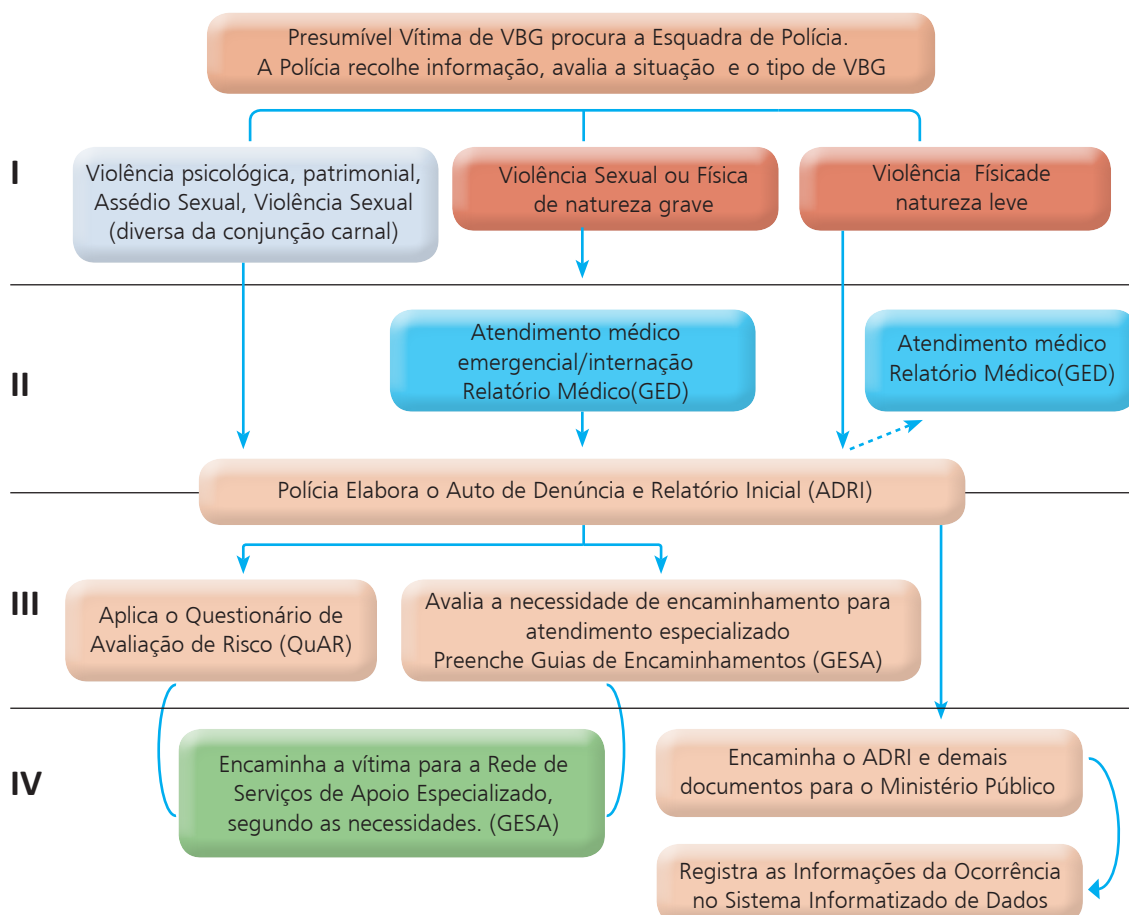 Presumível Vítima de VBG procura a Esquadra de Polícia.
A Polícia recolhe informação, avalia a situação e o tipo de VBG
I
Violência psicológica, patrimonial,
Assédio Sexual, Violência Sexual
(diversa da conjunção carnal)
Violência Sexual ou Física
de natureza grave
Violência Físicade
natureza leve
II
Atendimento médico
emergencial/internação
Relatório Médico(GED)
Atendimento médico
Relatório Médico(GED)
Polícia Elabora o Auto de Denúncia e Relatório Inicial (ADRI)
III
Aplica o Questionário de
Avaliação de Risco (QuAR)
Avalia a necessidade de encaminhamento para
atendimento especializado
Preenche Guias de Encaminhamentos (GESA)
IV
Encaminha a vítima para a Rede de
Serviços de Apoio Especializado,
segundo as necessidades. (GESA)
Encaminha o ADRI e demais
documentos para o Ministério Público
Registra as Informações da Ocorrência
no Sistema Informatizado de Dados